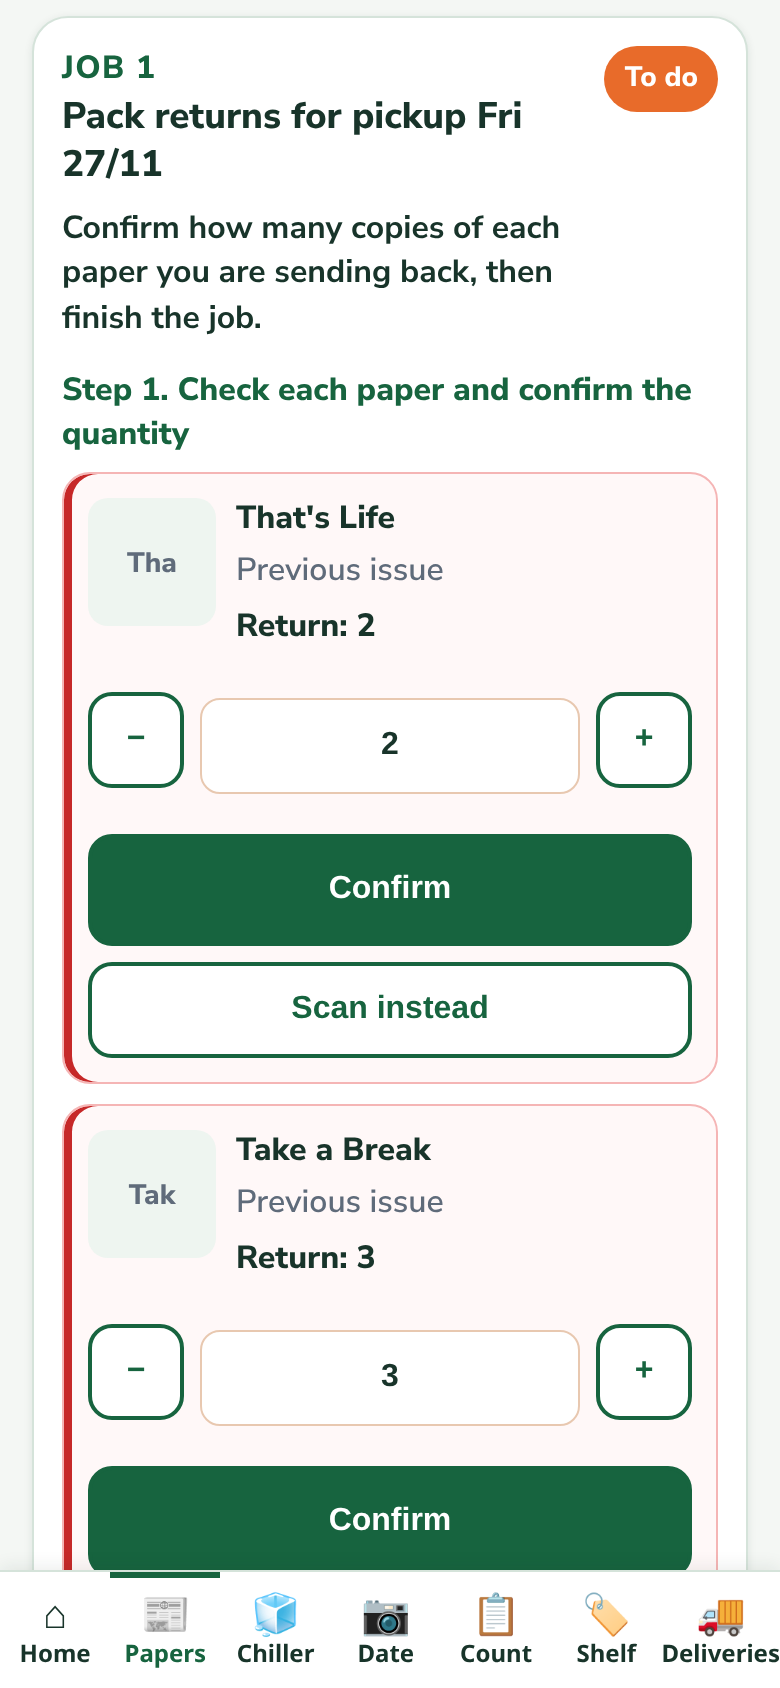 JOB 1
To do
Pack returns for pickup Fri
27/11
Confirm how many copies of each
paper you are sending back, then
finish the job.
Step 1. Check each paper and confirm the
quantity
Tha
That's Life
Previous issue
Return: 2
−
2
+
Confirm
Scan instead
Tak
Take a Break
Previous issue
Return: 3
−
3
+
Confirm
Home
Papers
Chiller
Date
Count
Shelf
Deliveries